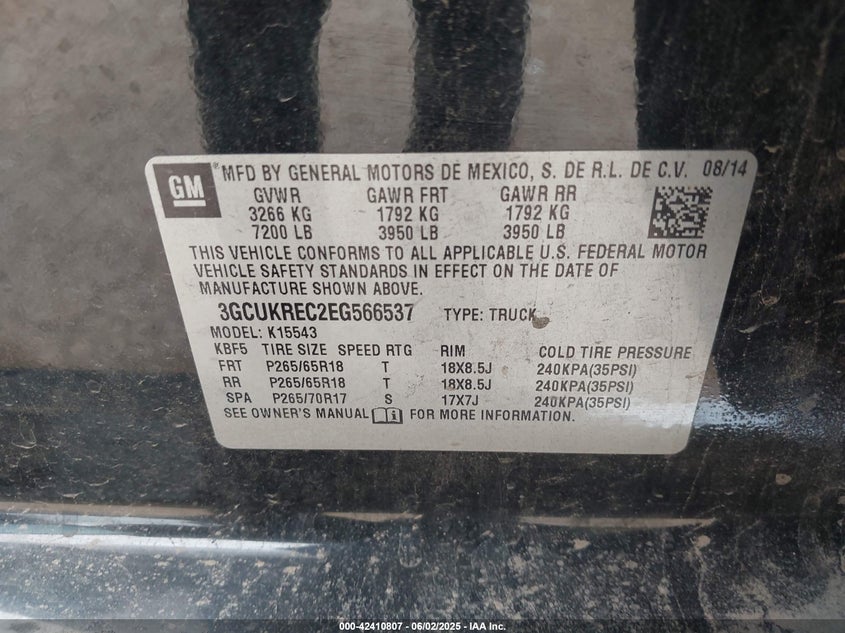 GM ® MFD BY GENERAL MOTORS DE MEXICO, S. DE R.L. DE C.V. 08/14
GVWR GAWR FRT GAWR RR
3266 KG 1792 KG 1792 KG
7200 LB 3950 LB 3950 LB
THIS VEHICLE CONFORMS TO ALL APPLICABLE U.S. FEDERAL MOTOR
VEHICLE SAFETY STANDARDS IN EFFECT ON THE DATE OF
MANUFACTURE SHOWN ABOVE.
3GCUKREC2EG566537 TYPE: TRUCK
MODEL: K15543
KBF5 TIRE SIZE SPEED RTG RIM COLD TIRE PRESSURE
FRT P265/65R18 T 18X8.5J 240KPA(35PSI)
RR P265/65R18 T 18X8.5J 240KPA(35PSI)
SPA P265/70R17 S 17X7J 240KPA(35PSI)
SEE OWNER'S MANUAL FOR MORE INFORMATION.
000-42410807 - 06/02/2025 - IAA Inc.